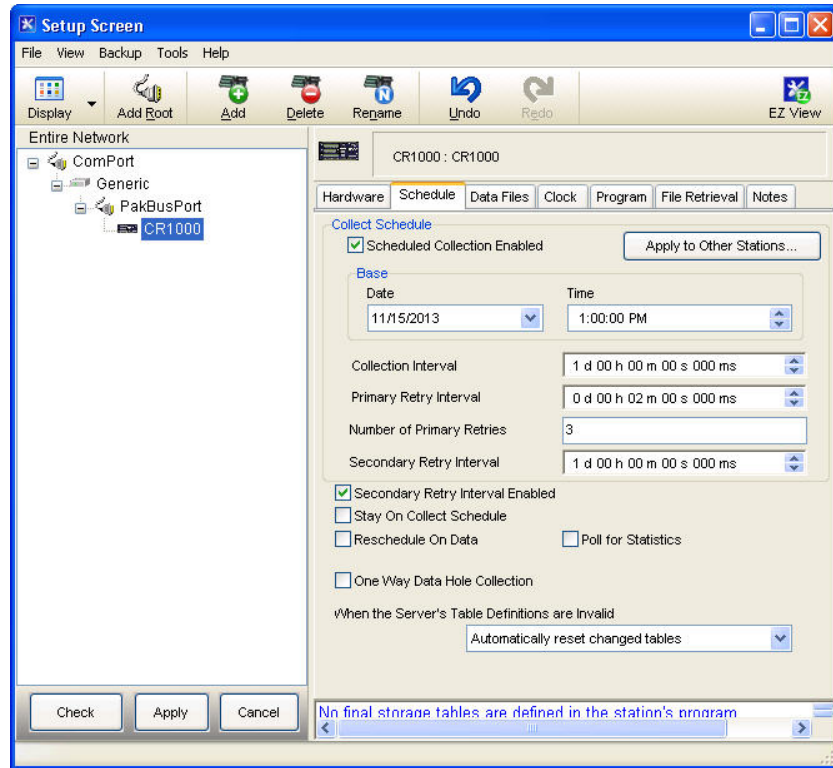 Setup Screen
File View Backup Tools Help
Display Add Root Add Delete Rename Undo Redo EZ View
Entire Network
ComPort
Generic
PakBusPort
CR1000
CR1000 : CR1000
Hardware Schedule Data Files Clock Program File Retrieval Notes
Collect Schedule
Scheduled Collection Enabled Apply to Other Stations...
Base
Date Time
11/15/2013 1:00:00 PM
Collection Interval 1 d 00 h 00 m 00 s 000 ms
Primary Retry Interval 0 d 00 h 02 m 00 s 000 ms
Number of Primary Retries 3
Secondary Retry Interval 1 d 00 h 00 m 00 s 000 ms
Secondary Retry Interval Enabled
Stay On Collect Schedule
Reschedule On Data Poll for Statistics
One Way Data Hole Collection
When the Server's Table Definitions are Invalid
Automatically reset changed tables
Check Apply Cancel
No final storage tables are defined in the station's program